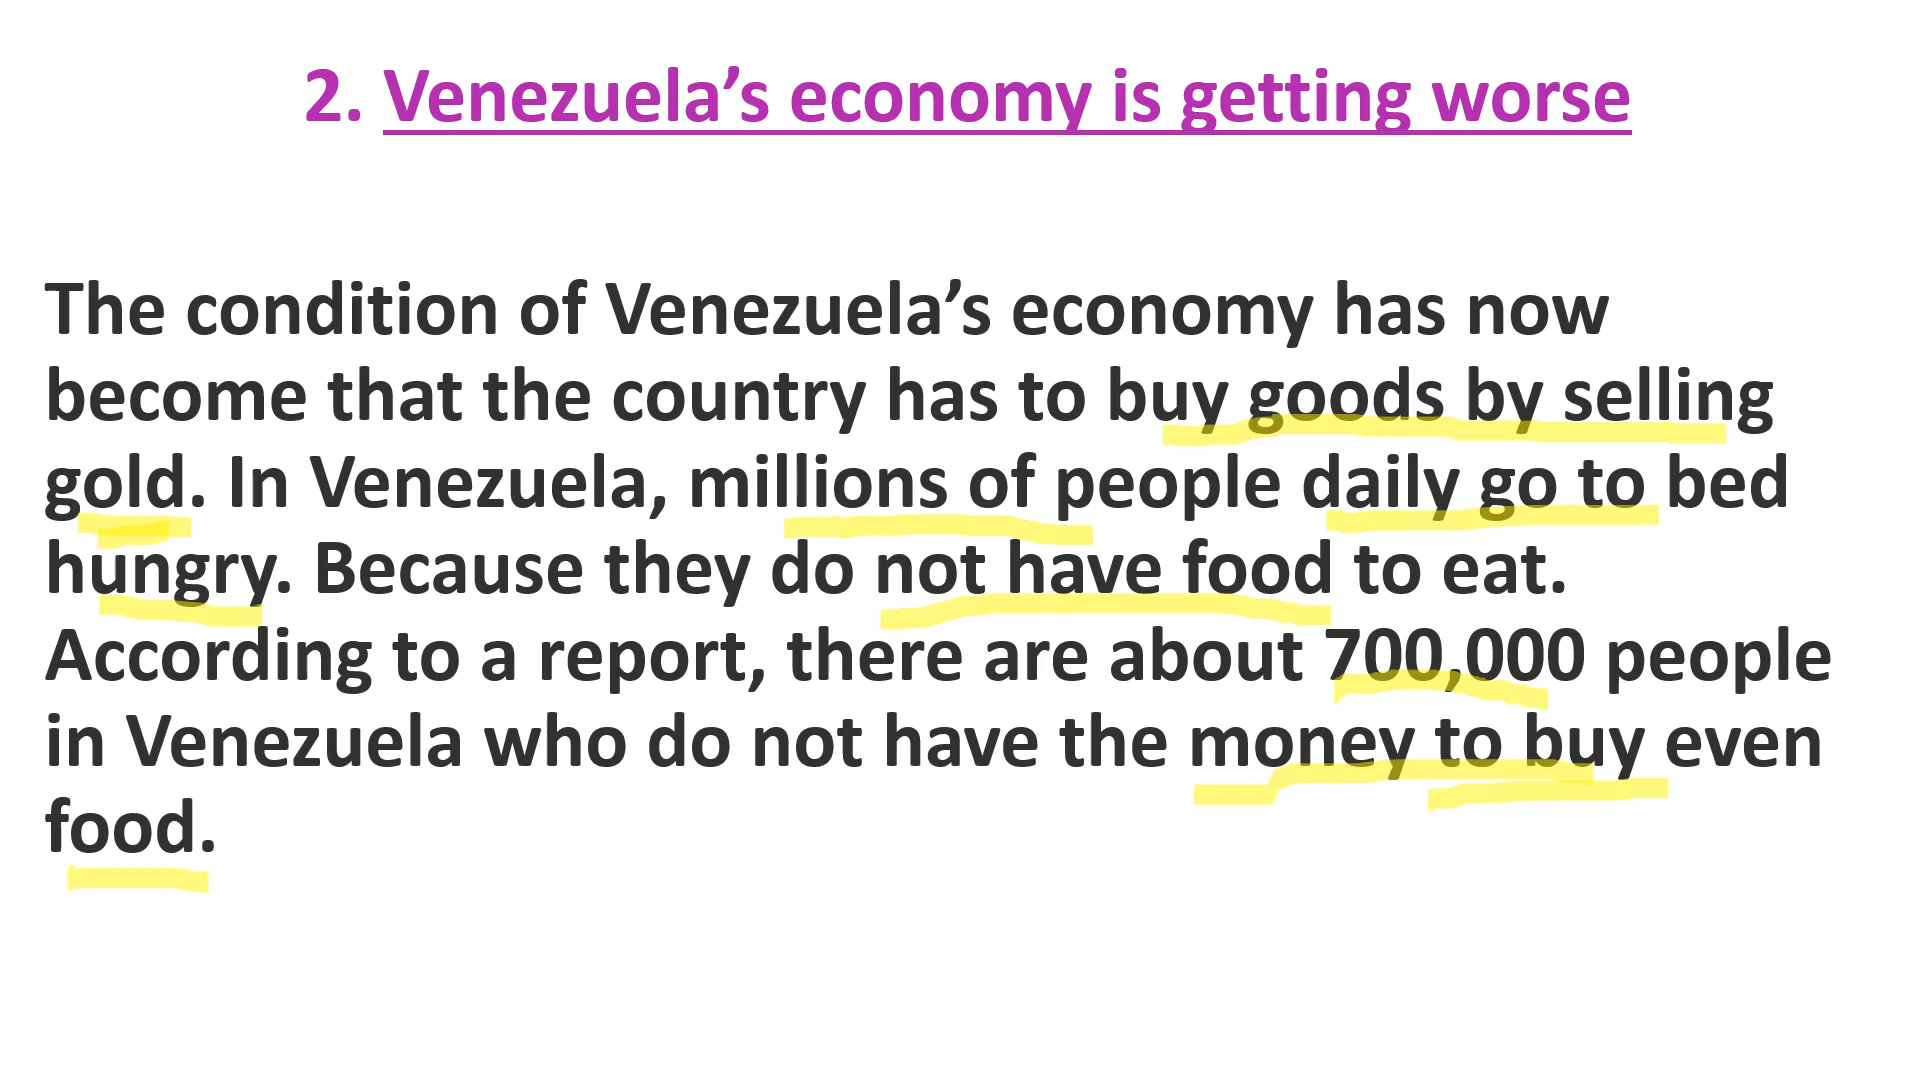 2. Venezuela’s economy is getting worse
The condition of Venezuela’s economy has now
become that the country has to buy goods by selling
gold. In Venezuela, millions of people daily go to bed
hungry. Because they do not have food to eat.
According to a report, there are about 700,000 people
in Venezuela who do not have the money to buy even
food.